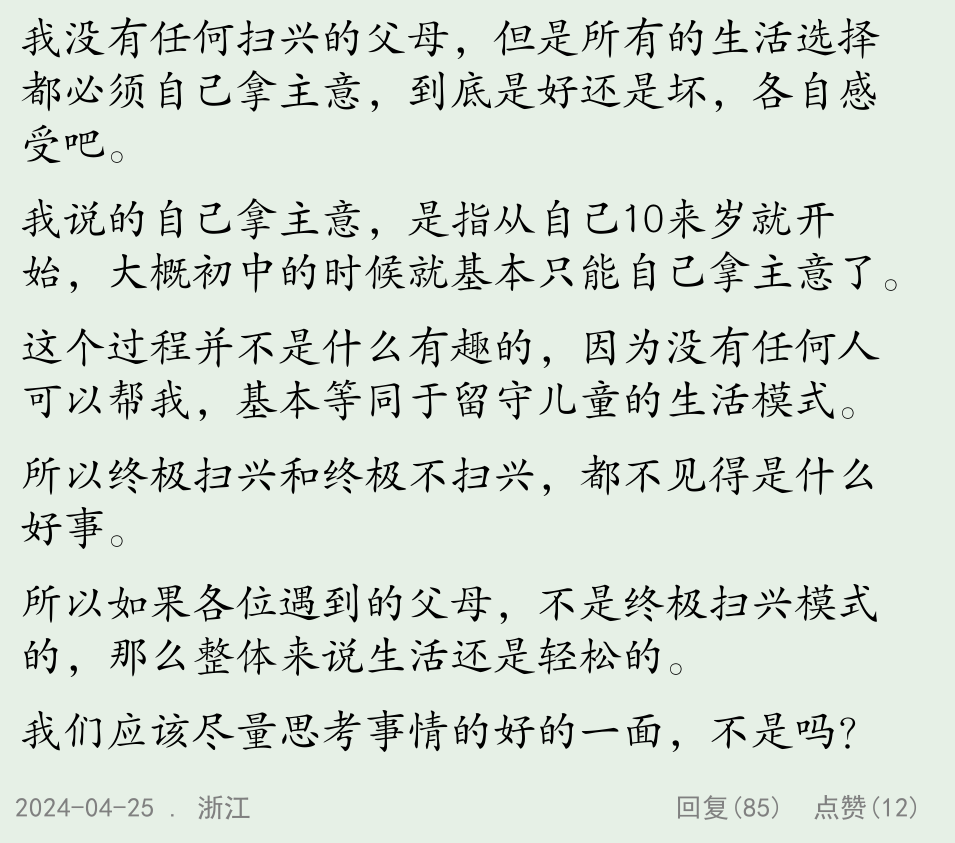 我没有任何扫兴的父母，但是所有的生活选择
都必须自己拿主意，到底是好还是坏，各自感
受吧。
我说的自己拿主意，是指从自己10来岁就开
始，大概初中的时候就基本只能自己拿主意了。
这个过程并不是什么有趣的，因为没有任何人
可以帮我，基本等同于留守儿童的生活模式。
所以终极扫兴和终极不扫兴，都不见得是什么
好事。
所以如果各位遇到的父母，不是终极扫兴模式
的，那么整体来说生活还是轻松的。
我们应该尽量思考事情的好的一面，不是吗？
2024-04-25 . 浙江 回复(85) 点赞(12)